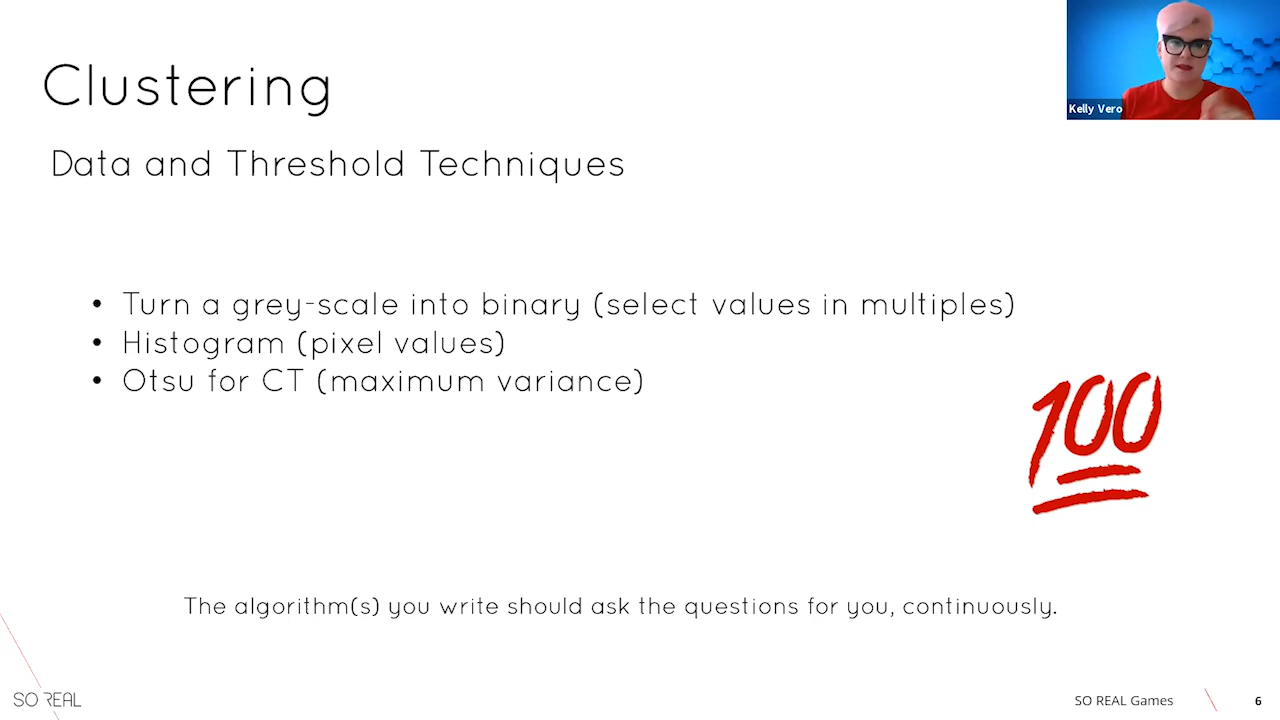 Clustering
Kelly Vero
Data and Threshold Techniques
• Turn a grey-scale into binary (select values in multiples)
• Histogram (pixel values)
• Otsu for CT (maximum variance)
100
The algorithm(s) you write should ask the questions for you, continuously.
SO REAL
SO REAL Games
6